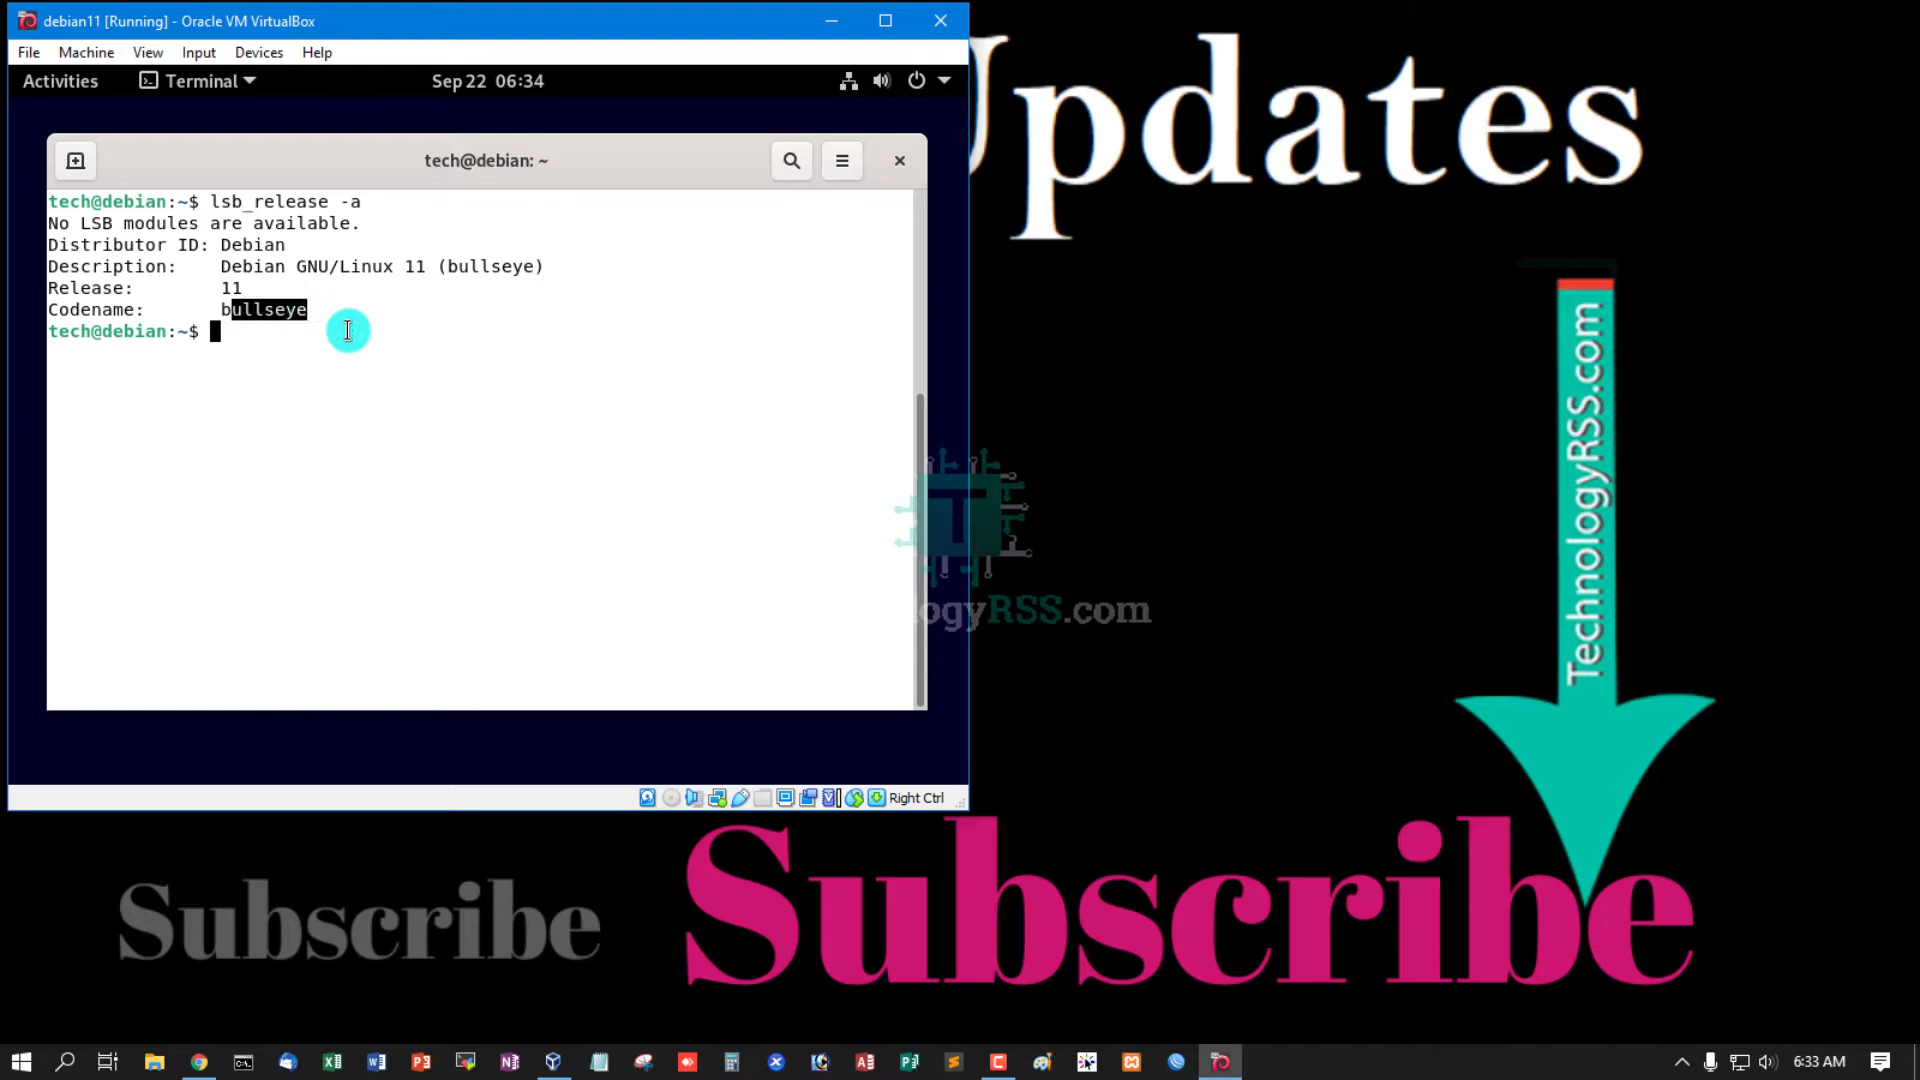 debian11 [Running] - Oracle VM VirtualBox
File Machine View Input Devices Help
Activities Terminal Sep 22 06:34
tech@debian: ~
tech@debian:~$ lsb_release -a
No LSB modules are available.
Distributor ID: Debian
Description: Debian GNU/Linux 11 (bullseye)
Release: 11
Codename: bullseye
tech@debian:~$
Right Ctrl
Updates
TechnologyRSS.com
T
ogyRSS.com
Subscribe
Subscribe
6:33 AM